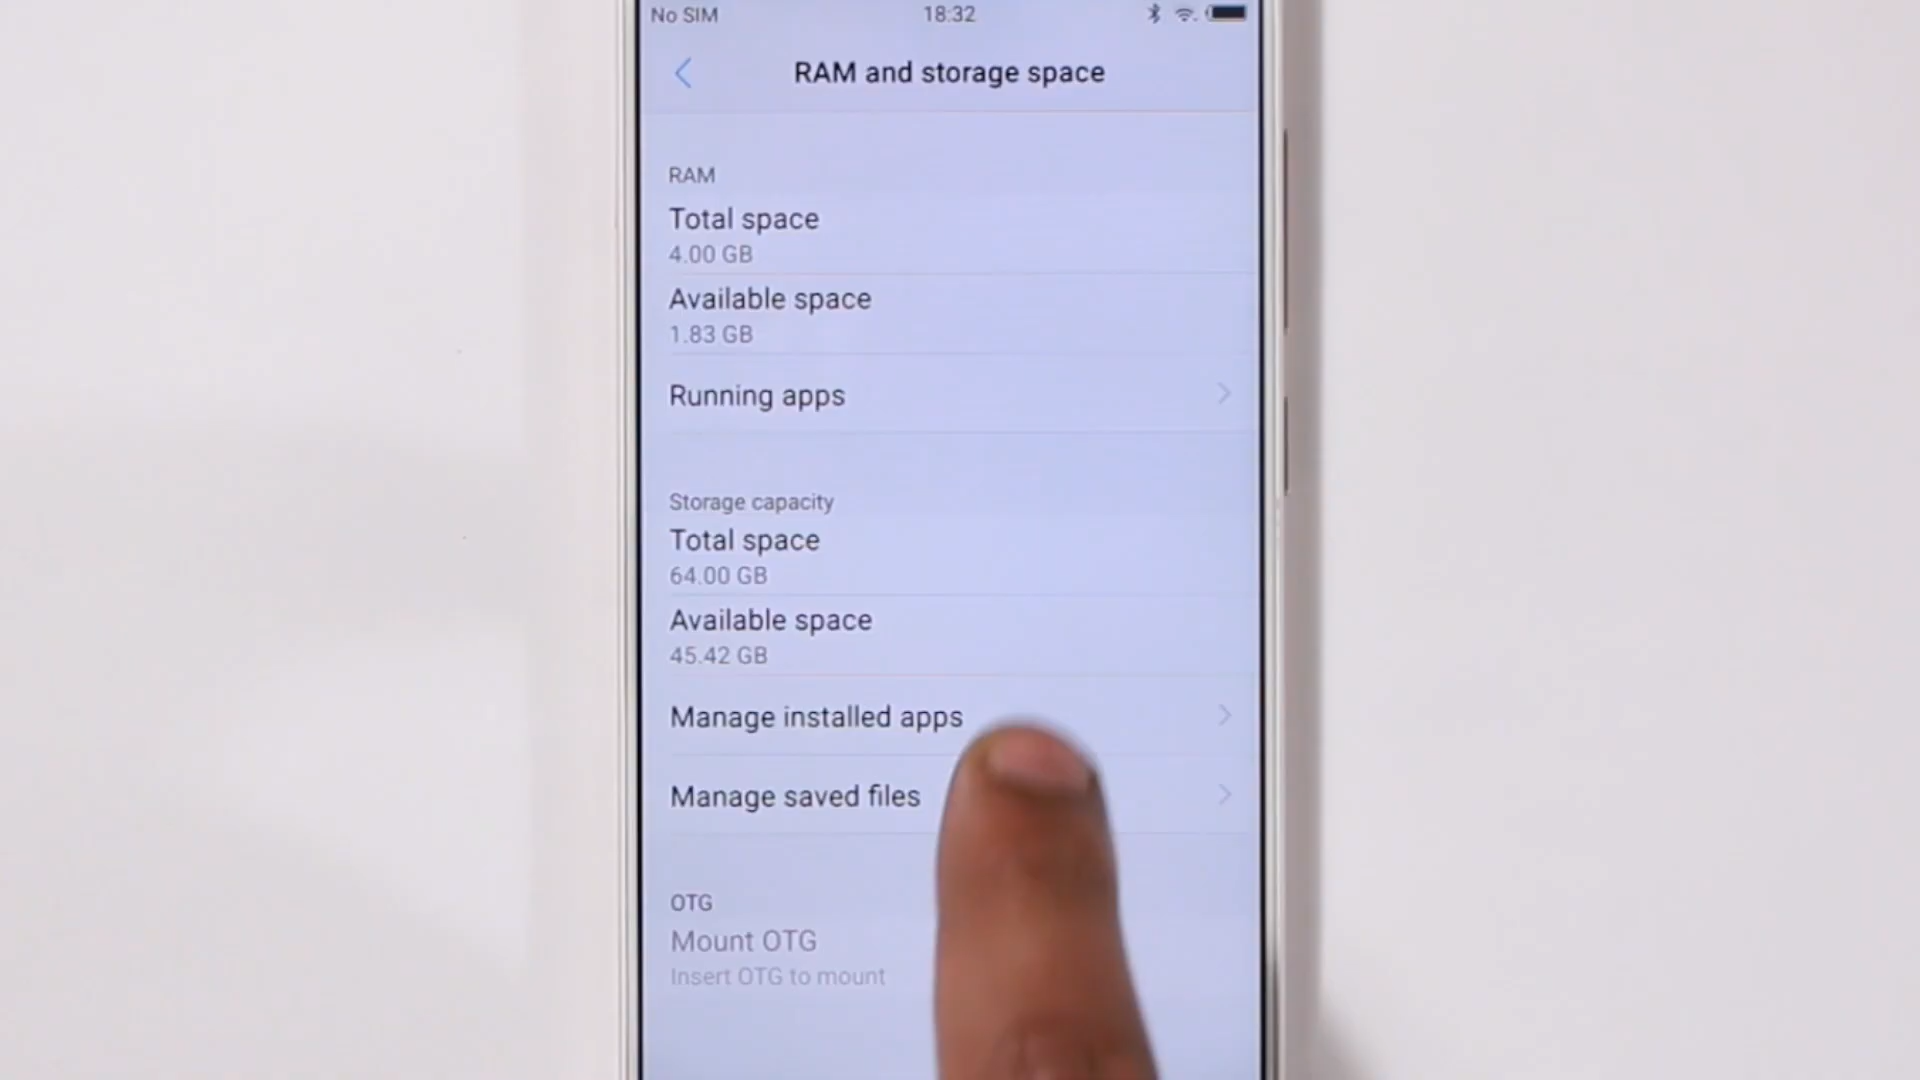 No SIM 18:32
RAM and storage space
RAM
Total space
4.00 GB
Available space
1.83 GB
Running apps
Storage capacity
Total space
64.00 GB
Available space
45.42 GB
Manage installed apps
Manage saved files
OTG
Mount OTG
Insert OTG to mount